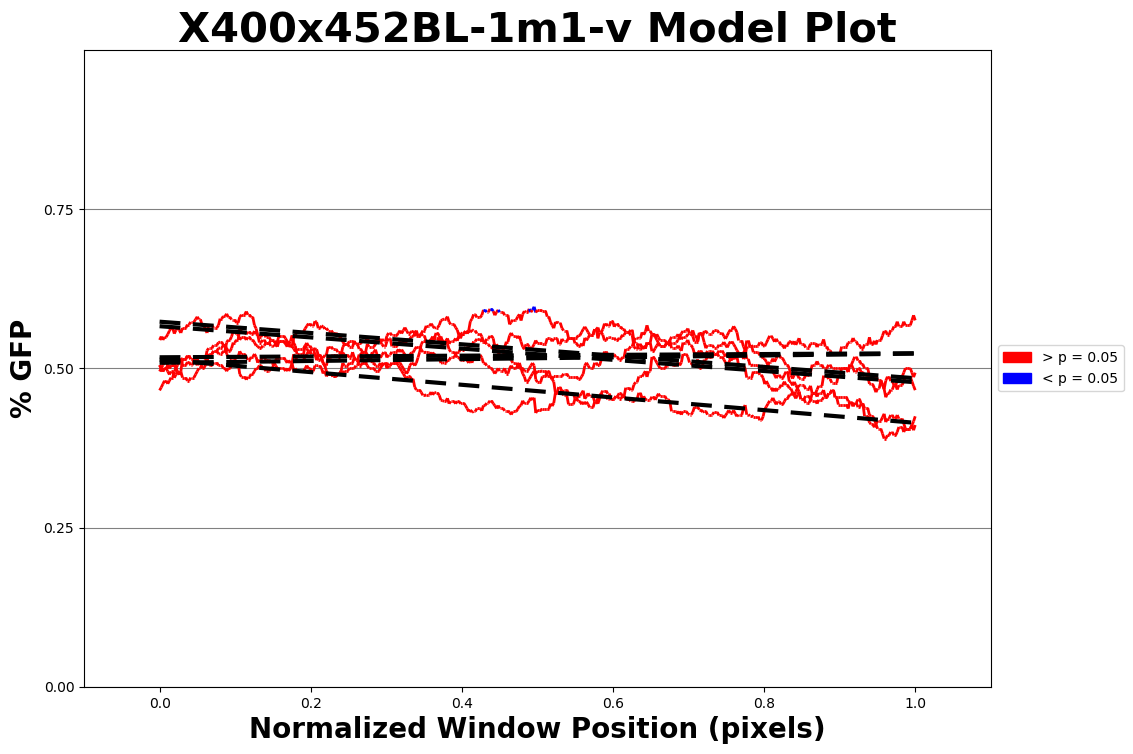 X400x452BL-1m1-v Model Plot
% GFP
0.75
0.50
0.25
0.00
0.0 0.2 0.4 0.6 0.8 1.0
Normalized Window Position (pixels)
> p = 0.05
< p = 0.05